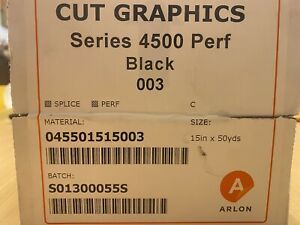 CUT GRAPHICS
Series 4500 Perf
Black
003
SPLICE PERF C
MATERIAL: SIZE:
045501515003 15in x 50yds
BATCH:
S01300055S
A
ARLON